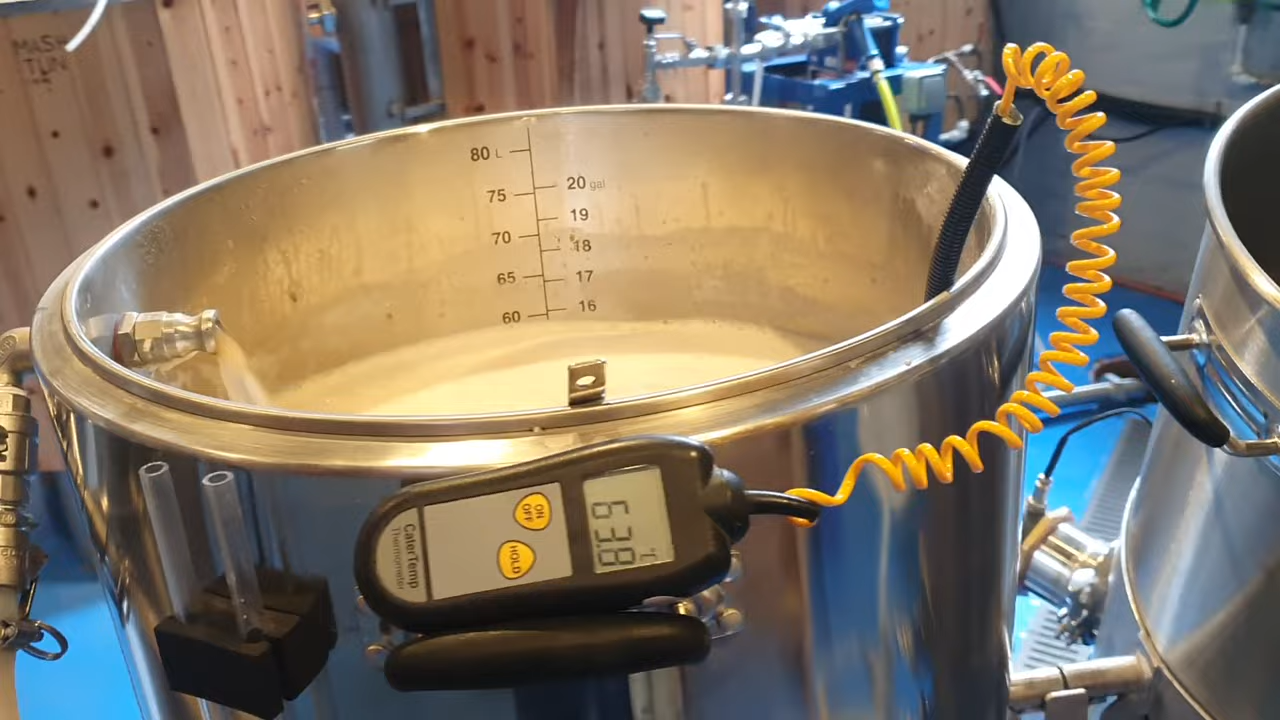 MASH
TUN
80 L
75
70
65
60
20 gal
19
18
17
16
CaterTemp
Thermometer
ON
OFF
HOLD
63.8
°C